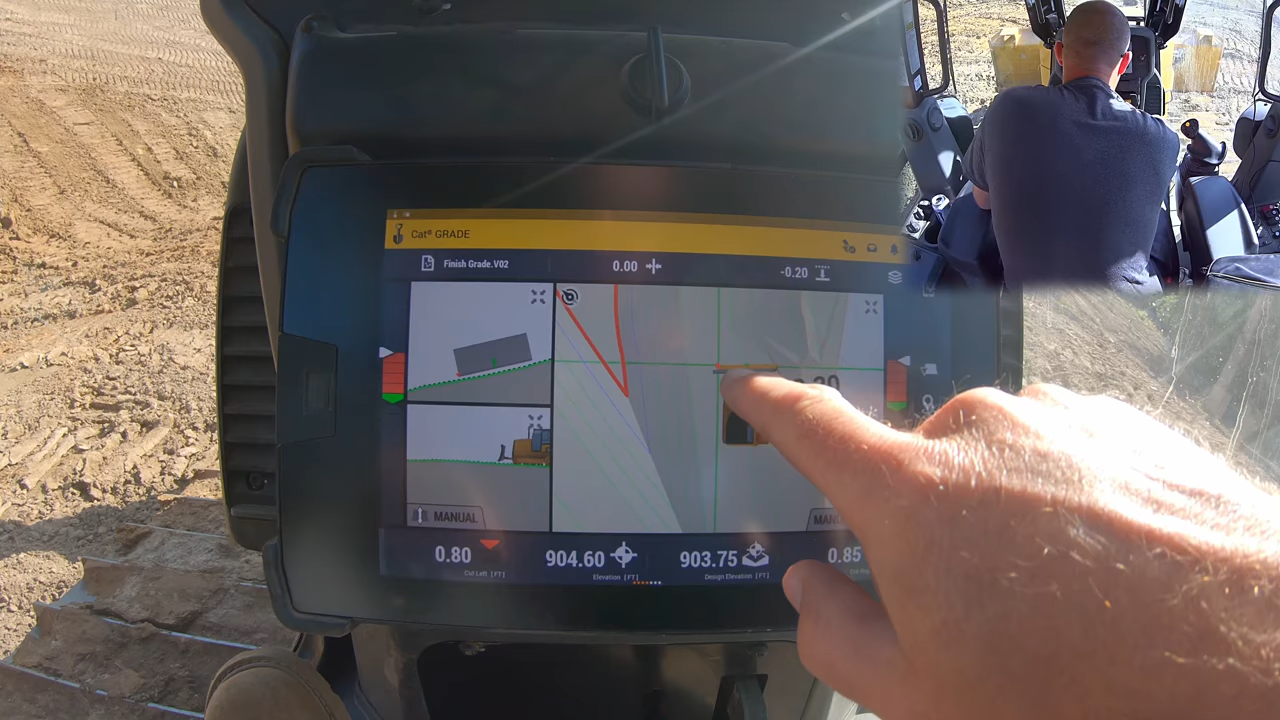 Cat® GRADE
Finish Grade.V02
0.00
-0.20
MANUAL
0.80
904.60
903.75
0.85
Cut Left [FT]
Elevation [FT]
Design Elevation [FT]